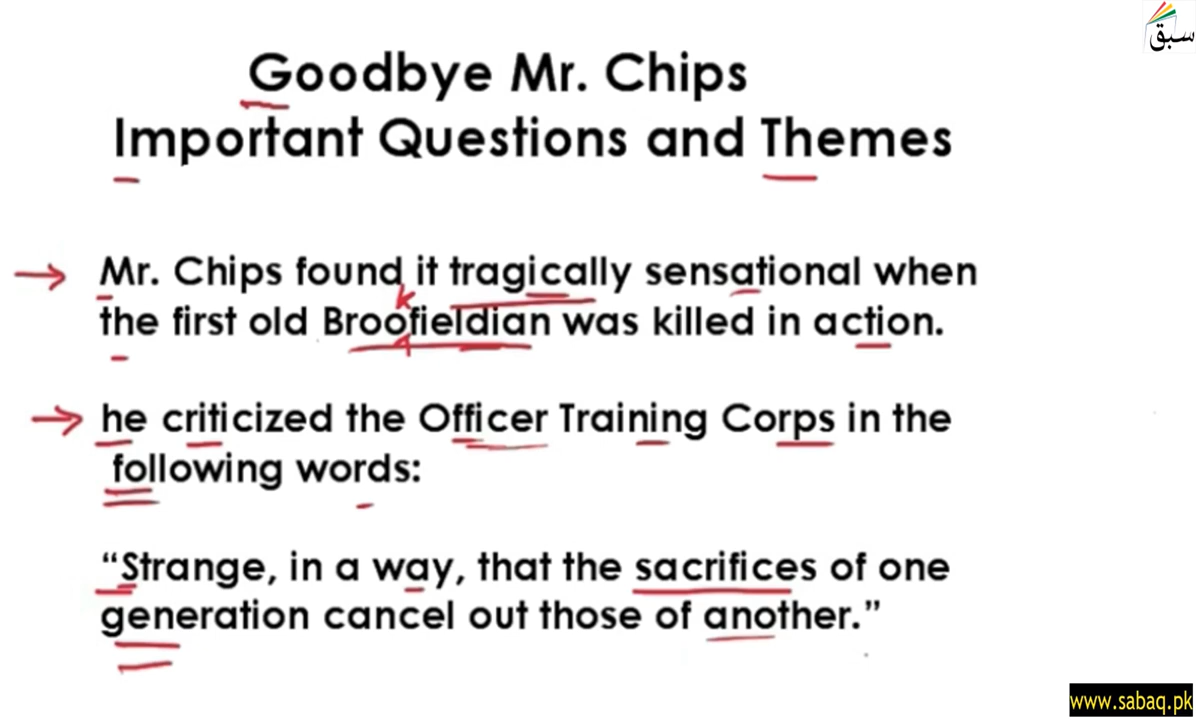 سبق
Goodbye Mr. Chips
Important Questions and Themes
Mr. Chips found it tragically sensational when
k
the first old Broofieldian was killed in action.
he criticized the Officer Training Corps in the
following words:
“Strange, in a way, that the sacrifices of one
generation cancel out those of another.”
www.sabaq.pk